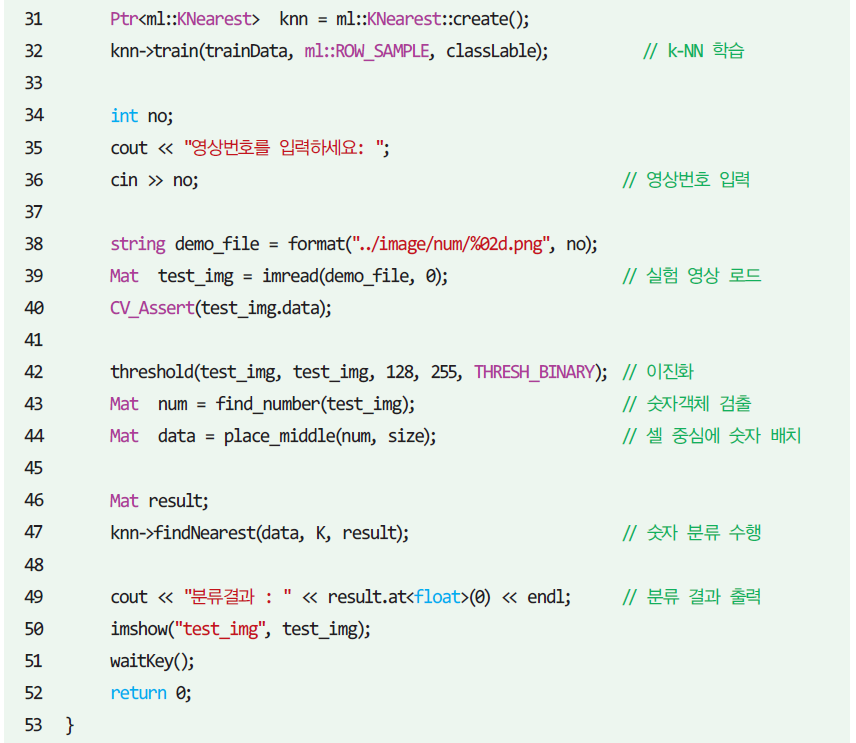 31 Ptr<ml::KNearest> knn = ml::KNearest::create();
32 knn->train(trainData, ml::ROW_SAMPLE, classLable); // k-NN 학습
33
34 int no;
35 cout << "영상번호를 입력하세요: ";
36 cin >> no; // 영상번호 입력
37
38 string demo_file = format("../image/num/%02d.png", no);
39 Mat test_img = imread(demo_file, 0); // 실험 영상 로드
40 CV_Assert(test_img.data);
41
42 threshold(test_img, test_img, 128, 255, THRESH_BINARY); // 이진화
43 Mat num = find_number(test_img); // 숫자객체 검출
44 Mat data = place_middle(num, size); // 셀 중심에 숫자 배치
45
46 Mat result;
47 knn->findNearest(data, K, result); // 숫자 분류 수행
48
49 cout << "분류결과 : " << result.at<float>(0) << endl; // 분류 결과 출력
50 imshow("test_img", test_img);
51 waitKey();
52 return 0;
53 }